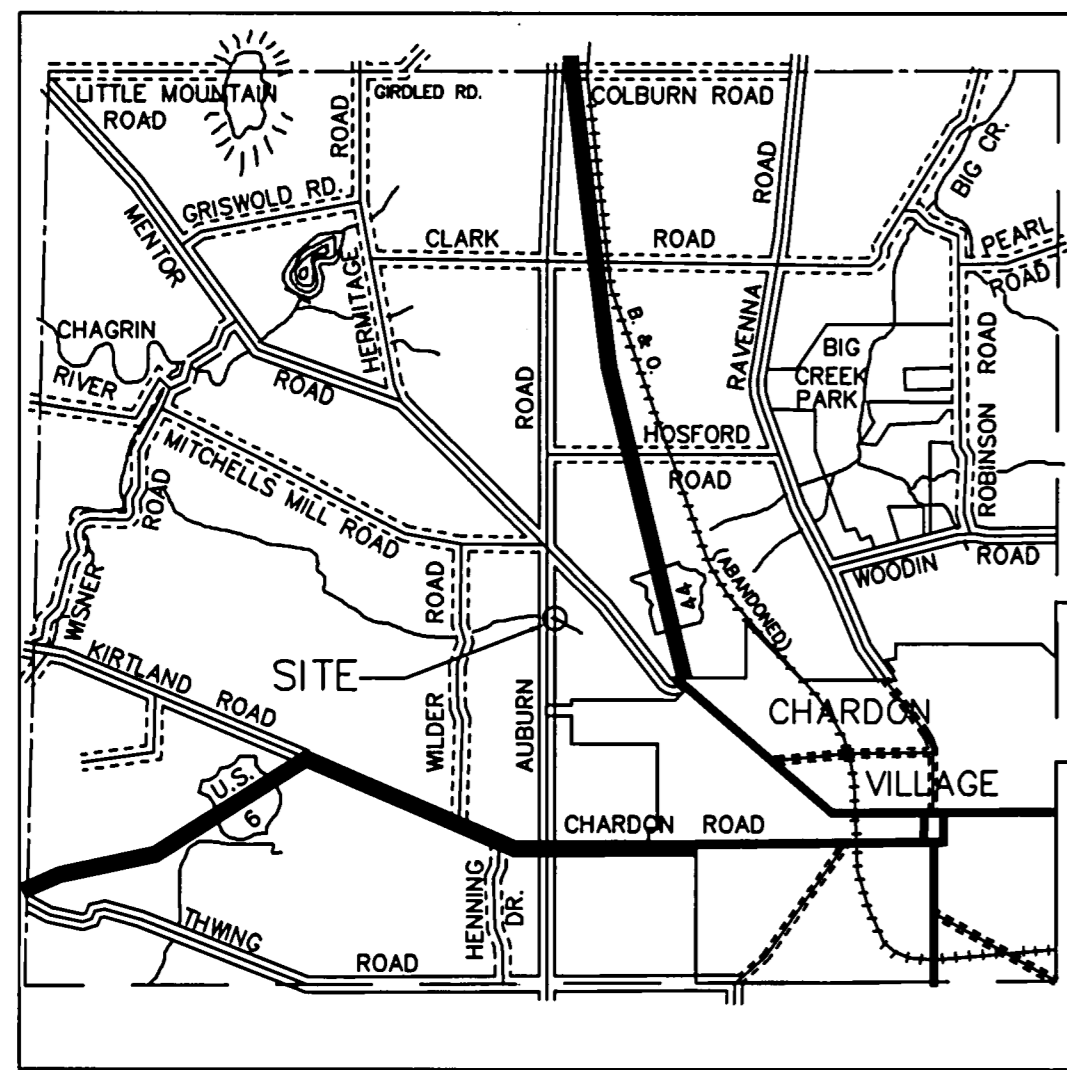 LITTLE MOUNTAIN
ROAD
ROAD
GIRDLED RD.
COLBURN ROAD
ROAD
BIG CR.
MENTOR
GRISWOLD RD.
CLARK
ROAD
PEARL
ROAD
HERMITAGE
CHAGRIN
RIVER
ROAD
ROAD
B. & O.
RAVENNA
BIG
CREEK
PARK
ROAD
ROBINSON
HOSFORD
ROAD
MITCHELLS MILL ROAD
ROAD
WISNER
ROAD
WILDER
44
(ABANDONED)
WOODIN
ROAD
KIRTLAND
ROAD
SITE
AUBURN
CHARDON
VILLAGE
U.S.
6
CHARDON ROAD
HENNING
DR.
THWING
ROAD